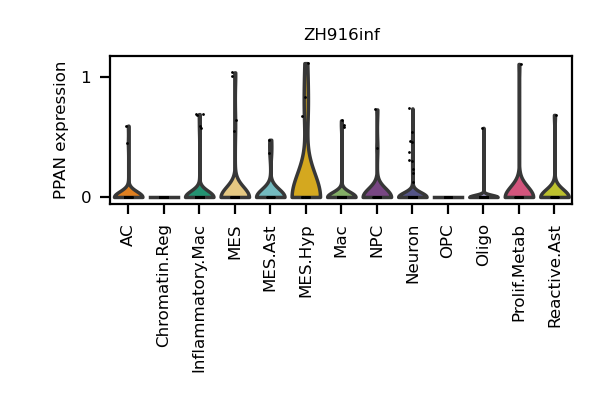 ZH916inf
PPAN expression
1
0
AC
Chromatin.Reg
Inflammatory.Mac
MES
MES.Ast
MES.Hyp
Mac
NPC
Neuron
OPC
Oligo
Prolif.Metab
Reactive.Ast